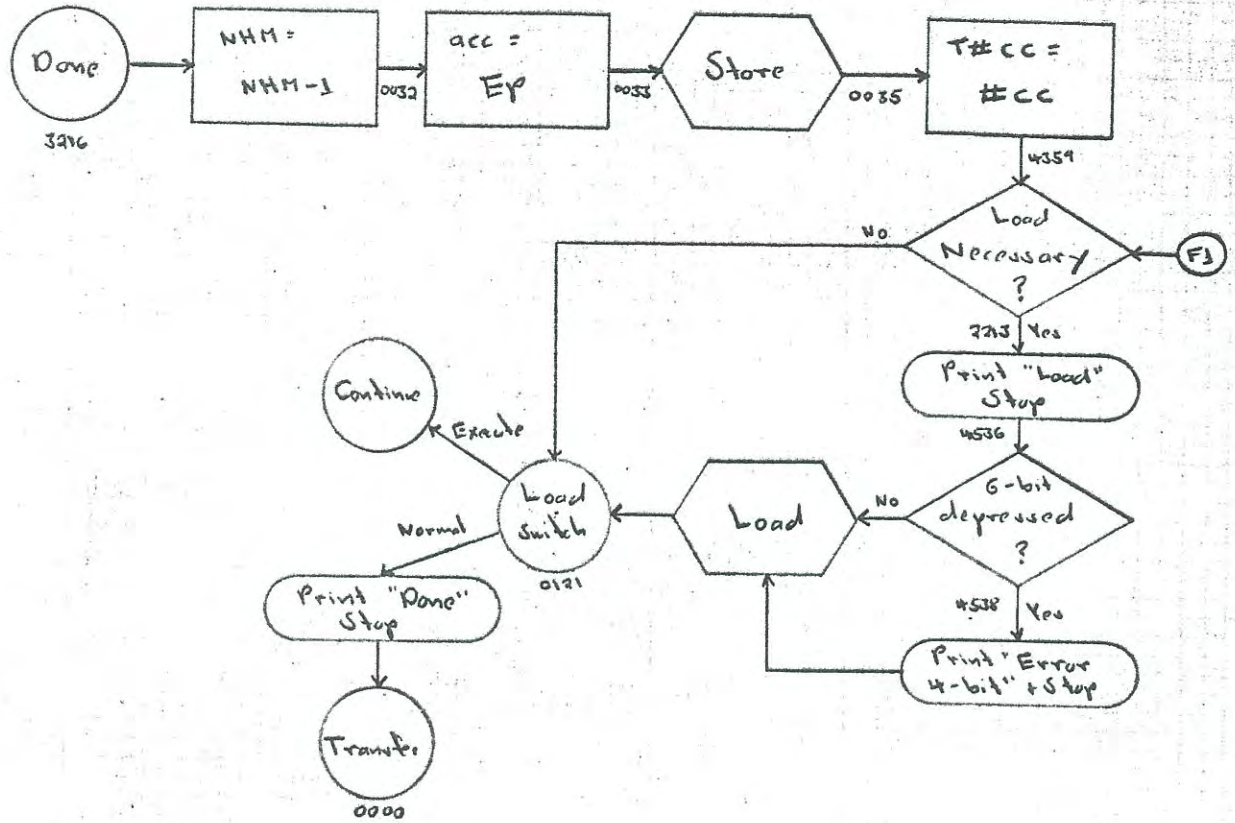 Done
3216
NHM =
NHM-1
0032
acc =
EP
0033
Store
0035
T#CC =
#CC
4359
Load
Necessary
?
F1
No
2213 Yes
Print "Load"
Stop
4536
6-bit
depressed
?
No
4538 Yes
Print "Error
4-bit" + Stop
Load
Load
Switch
0121
Execute
Continue
Normal
Print "Done"
Stop
Transfer
0000